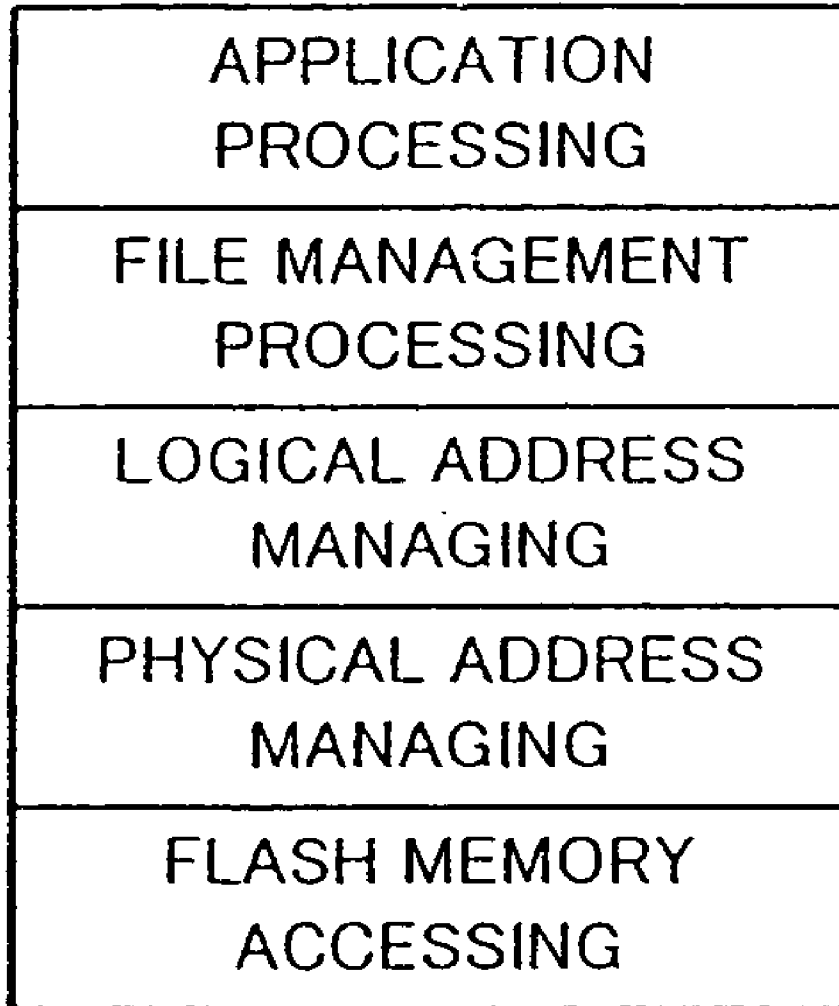 APPLICATION
PROCESSING
FILE MANAGEMENT
PROCESSING
LOGICAL ADDRESS
MANAGING
PHYSICAL ADDRESS
MANAGING
FLASH MEMORY
ACCESSING